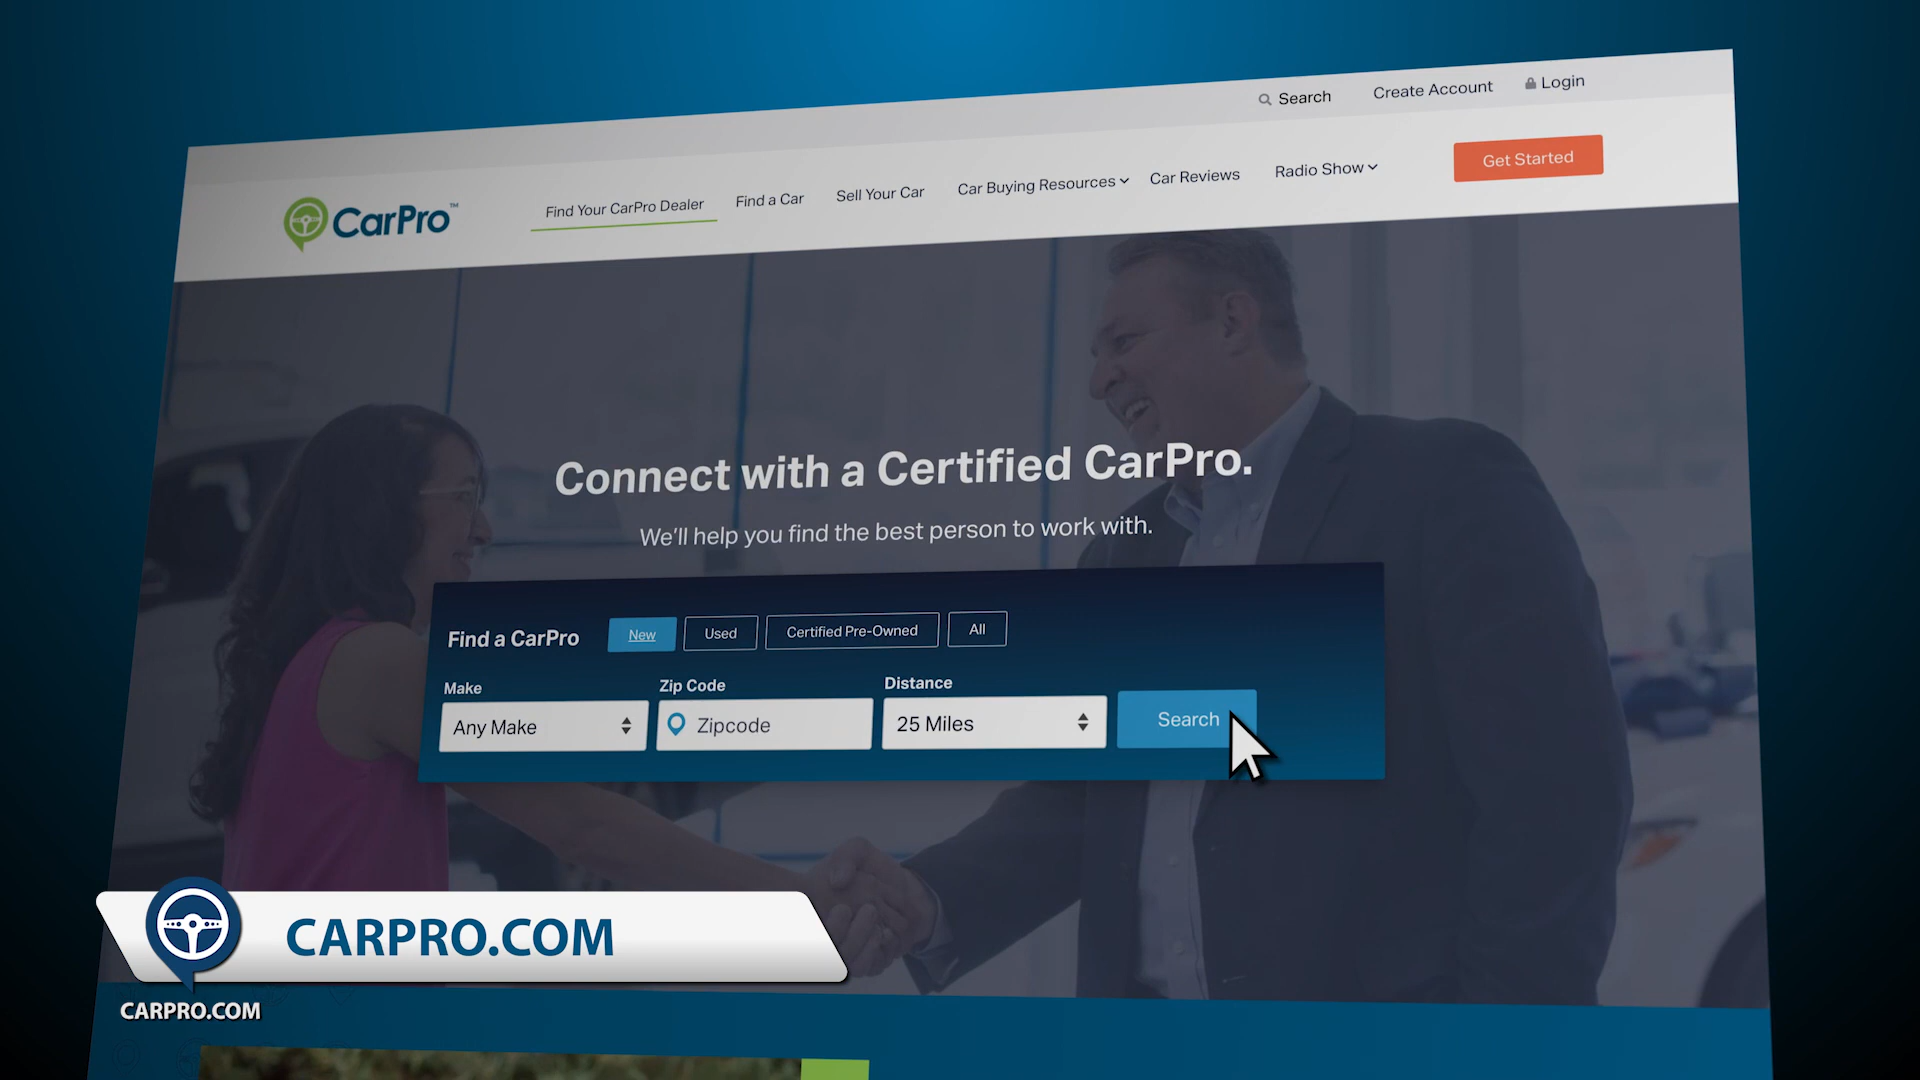 Search Create Account Login
CarPro™
Find Your CarPro Dealer Find a Car Sell Your Car Car Buying Resources Car Reviews Radio Show Get Started
Connect with a Certified CarPro.
We'll help you find the best person to work with.
Find a CarPro New Used Certified Pre-Owned All
Make Zip Code Distance
Any Make Zipcode 25 Miles Search
CARPRO.COM
CARPRO.COM